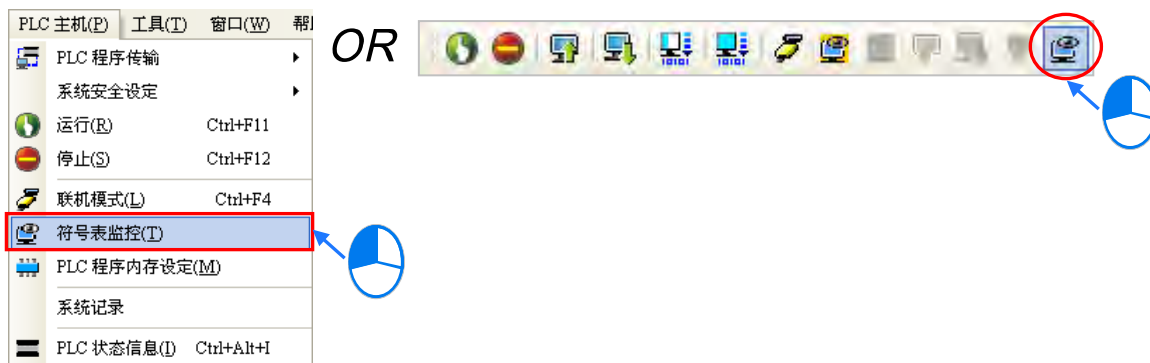 PLC 主机(P) 工具(T) 窗口(W)
OR
PLC 程序传输
系统安全设定
运行(R) Ctrl+F11
停止(S) Ctrl+F12
联机模式(L) Ctrl+F4
符号表监控(T)
PLC 程序内存设定(M)
系统记录
PLC 状态信息(I) Ctrl+Alt+I